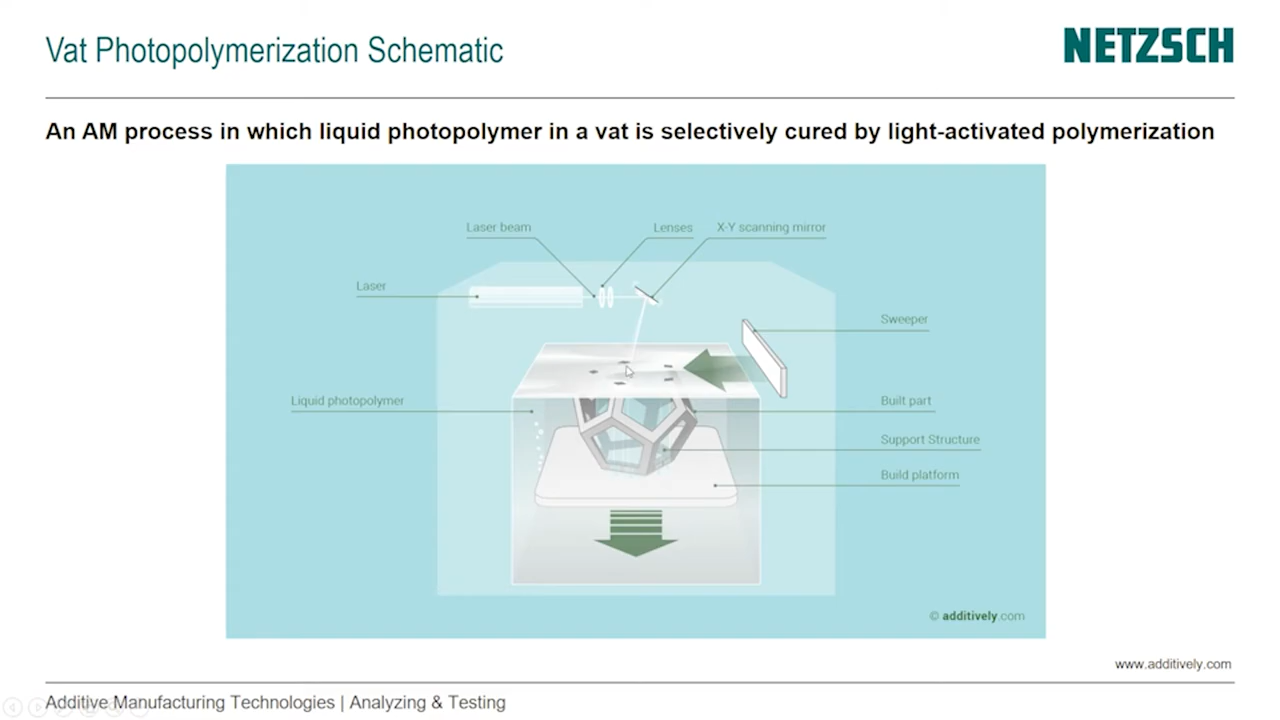 Vat Photopolymerization Schematic
NETZSCH
An AM process in which liquid photopolymer in a vat is selectively cured by light-activated polymerization
Laser beam
Lenses
X-Y scanning mirror
Laser
Sweeper
Liquid photopolymer
Built part
Support Structure
Build platform
© additively.com
www.additively.com
Additive Manufacturing Technologies | Analyzing & Testing